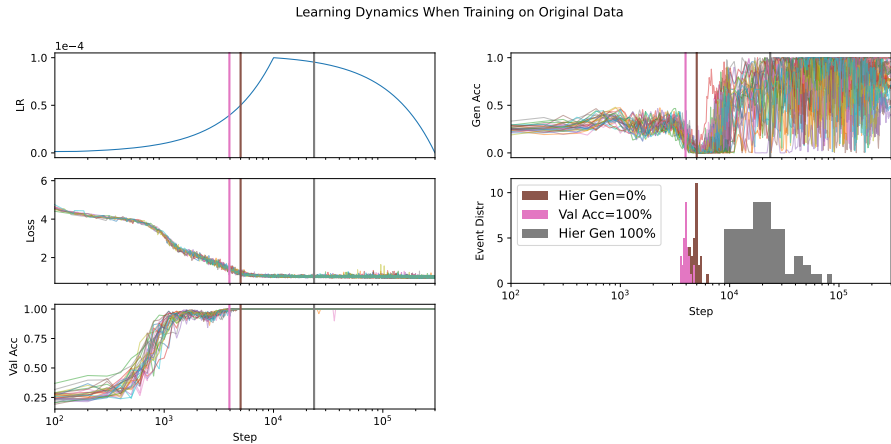 Learning Dynamics When Training on Original Data
1e−4
1.0
0.5
0.0
LR
6
4
2
Loss
1.00
0.75
0.50
0.25
Val Acc
10² 10³ 10⁴ 10⁵
Step
1.0
0.5
0.0
Gen Acc
10
5
0
Event Distr
Hier Gen=0%
Val Acc=100%
Hier Gen 100%
10² 10³ 10⁴ 10⁵
Step